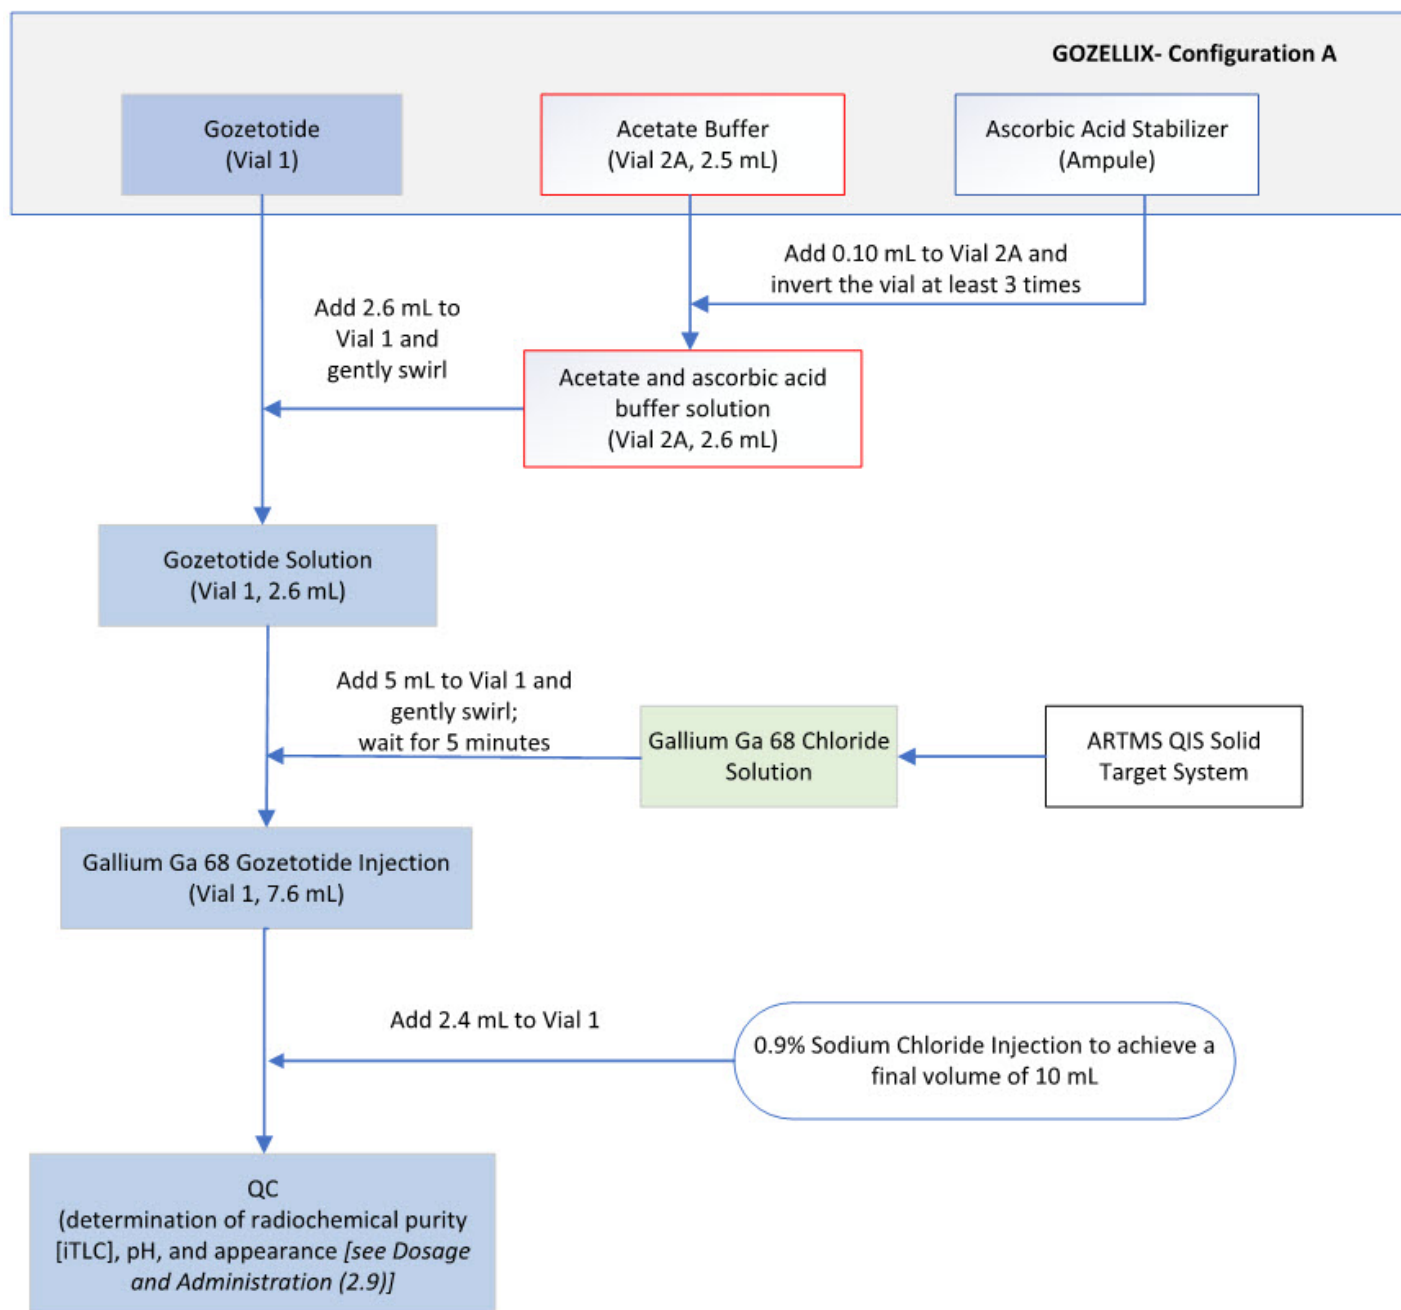 GOZELLIX- Configuration A
Gozetotide
(Vial 1)
Acetate Buffer
(Vial 2A, 2.5 mL)
Ascorbic Acid Stabilizer
(Ampule)
Add 0.10 mL to Vial 2A and
invert the vial at least 3 times
Add 2.6 mL to
Vial 1 and
gently swirl
Acetate and ascorbic acid
buffer solution
(Vial 2A, 2.6 mL)
Gozetotide Solution
(Vial 1, 2.6 mL)
Add 5 mL to Vial 1 and
gently swirl;
wait for 5 minutes
Gallium Ga 68 Chloride
Solution
ARTMS QIS Solid
Target System
Gallium Ga 68 Gozetotide Injection
(Vial 1, 7.6 mL)
Add 2.4 mL to Vial 1
0.9% Sodium Chloride Injection to achieve a
final volume of 10 mL
QC
(determination of radiochemical purity
[iTLC], pH, and appearance [see Dosage
and Administration (2.9)]